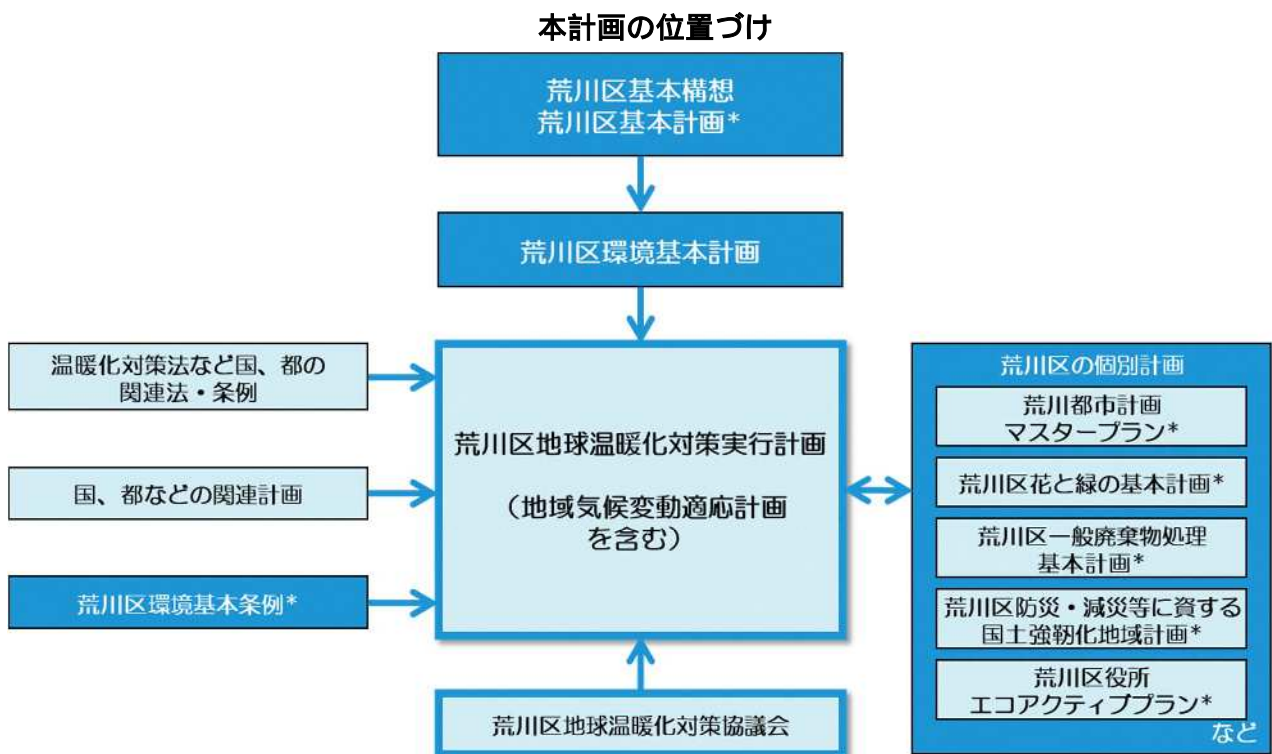 本計画の位置づけ
荒川区基本構想
荒川区基本計画*
荒川区環境基本計画
温暖化対策法など国、都の
関連法・条例
国、都などの関連計画
荒川区環境基本条例*
荒川区地球温暖化対策実行計画
（地域気候変動適応計画
を含む）
荒川区地球温暖化対策協議会
荒川区の個別計画
荒川都市計画
マスタープラン*
荒川区花と緑の基本計画*
荒川区一般廃棄物処理
基本計画*
荒川区防災・減災等に資する
国土強靭化地域計画*
荒川区役所
エコアクティブプラン*
など